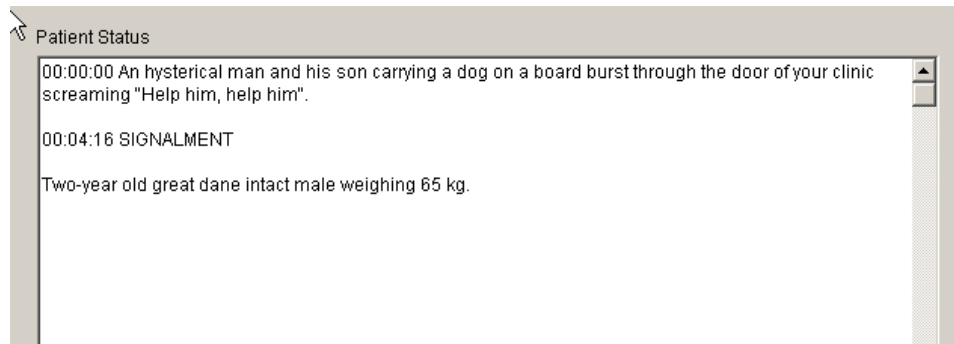 Patient Status
00:00:00 An hysterical man and his son carrying a dog on a board burst through the door of your clinic
screaming "Help him, help him".
00:04:16 SIGNALMENT
Two-year old great dane intact male weighing 65 kg.